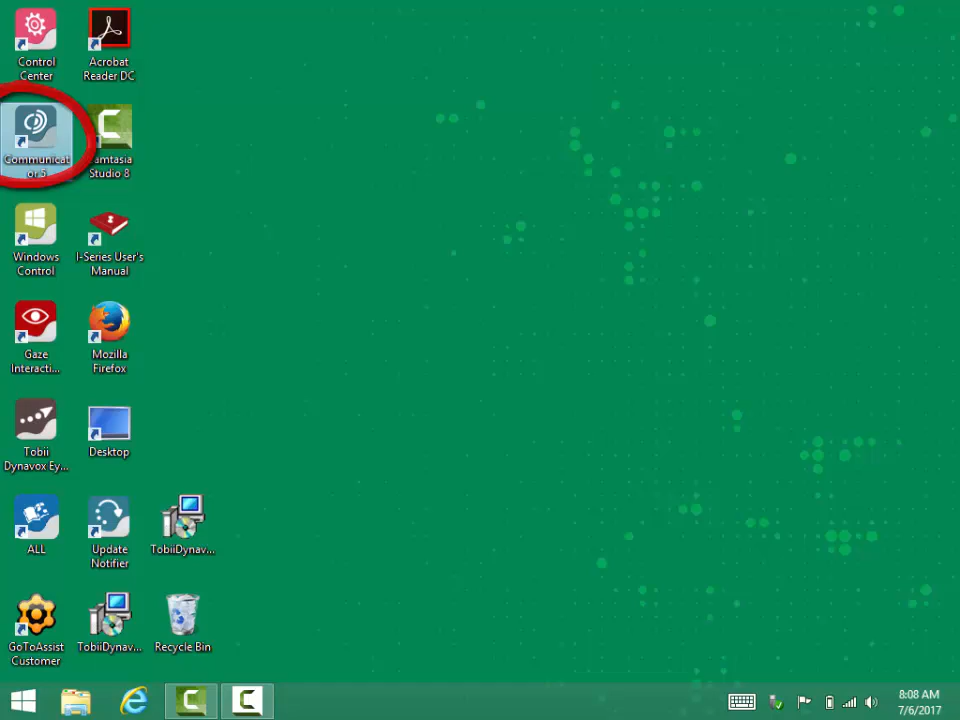 Control
Center
Acrobat
Reader DC
Communicat
or 5
amtasia
Studio 8
Windows
Control
I-Series User's
Manual
Gaze
Interacti...
Mozilla
Firefox
Tobii
Dynavox Ey...
Desktop
ALL
Update
Notifier
TobiiDynav...
GoToAssist
Customer
TobiiDynav...
Recycle Bin
8:08 AM
7/6/2017